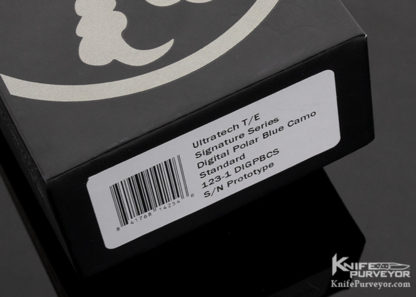 Ultratech T/E
Signature Series
Digital Polar Blue Camo
Standard
123-1 DIGPBCS
S/N Prototype
KNIFE
PURVEYOR
KnifePurveyor.com